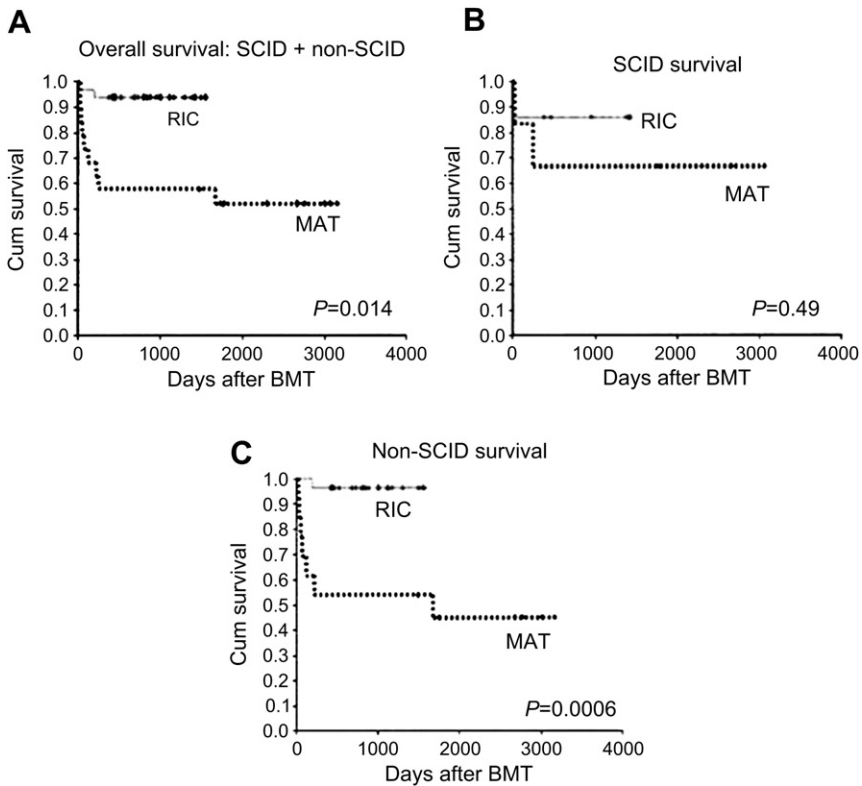 A
Overall survival: SCID + non-SCID
1.0
0.9
0.8
0.7
0.6
0.5
0.4
0.3
0.2
0.1
0.0
Cum survival
RIC
MAT
P=0.014
0 1000 2000 3000 4000
Days after BMT
B
SCID survival
1.0
0.9
0.8
0.7
0.6
0.5
0.4
0.3
0.2
0.1
0.0
Cum survival
RIC
MAT
P=0.49
0 1000 2000 3000 4000
Days after BMT
C
Non-SCID survival
1.0
0.9
0.8
0.7
0.6
0.5
0.4
0.3
0.2
0.1
0.0
Cum survival
RIC
MAT
P=0.0006
0 1000 2000 3000 4000
Days after BMT